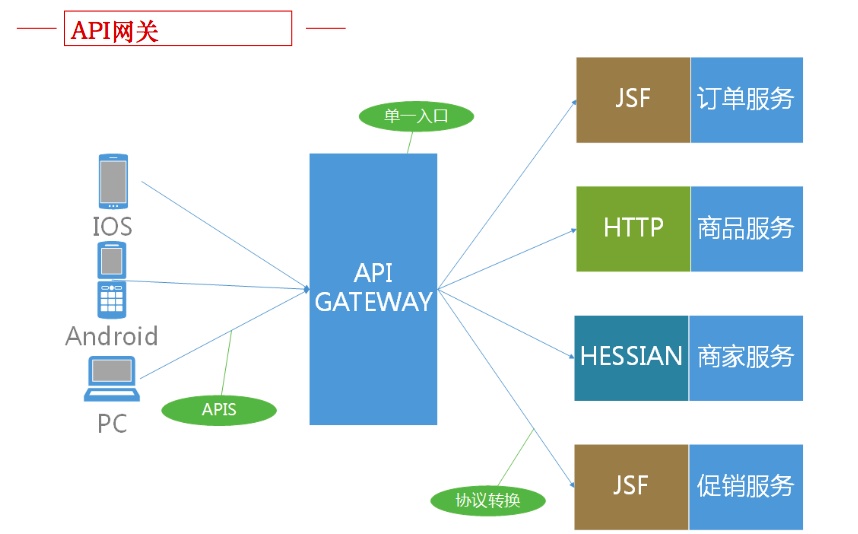 API网关
单一入口
IOS
Android
PC
APIS
API
GATEWAY
JSF 订单服务
HTTP 商品服务
HESSIAN 商家服务
JSF 促销服务
协议转换